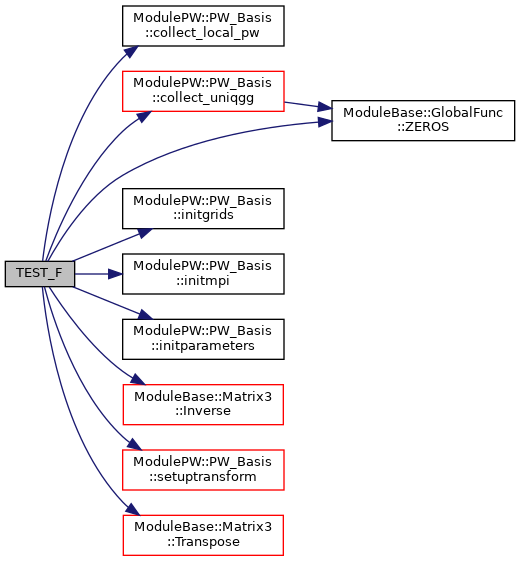 ModulePW::PW_Basis
::collect_local_pw
ModulePW::PW_Basis
::collect_uniqgg
ModuleBase::GlobalFunc
::ZEROS
ModulePW::PW_Basis
::initgrids
TEST_F
ModulePW::PW_Basis
::initmpi
ModulePW::PW_Basis
::initparameters
ModuleBase::Matrix3
::Inverse
ModulePW::PW_Basis
::setuptransform
ModuleBase::Matrix3
::Transpose